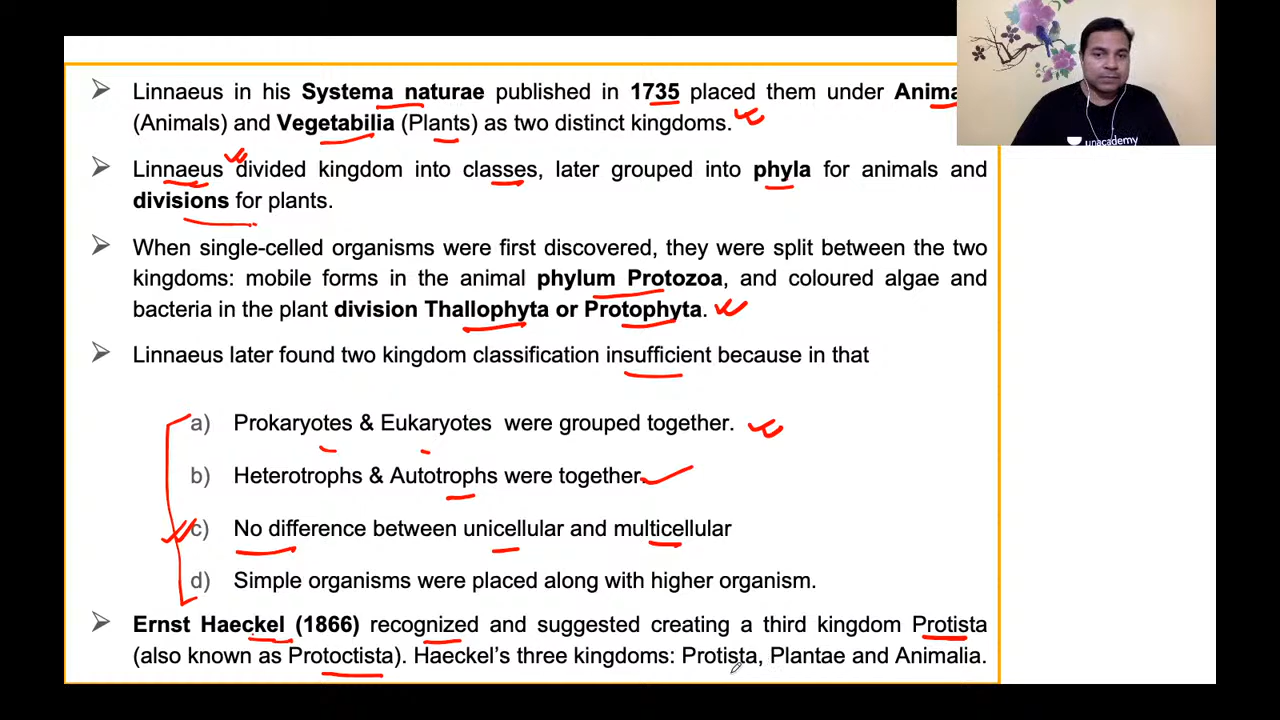 ➢ Linnaeus in his Systema naturae published in 1735 placed them under Anima
(Animals) and Vegetabilia (Plants) as two distinct kingdoms.
➢ Linnaeus divided kingdom into classes, later grouped into phyla for animals and
divisions for plants.
➢ When single-celled organisms were first discovered, they were split between the two
kingdoms: mobile forms in the animal phylum Protozoa, and coloured algae and
bacteria in the plant division Thallophyta or Protophyta.
➢ Linnaeus later found two kingdom classification insufficient because in that
a) Prokaryotes & Eukaryotes were grouped together.
b) Heterotrophs & Autotrophs were together.
c) No difference between unicellular and multicellular
d) Simple organisms were placed along with higher organism.
➢ Ernst Haeckel (1866) recognized and suggested creating a third kingdom Protista
(also known as Protoctista). Haeckel’s three kingdoms: Protista, Plantae and Animalia.
unacademy